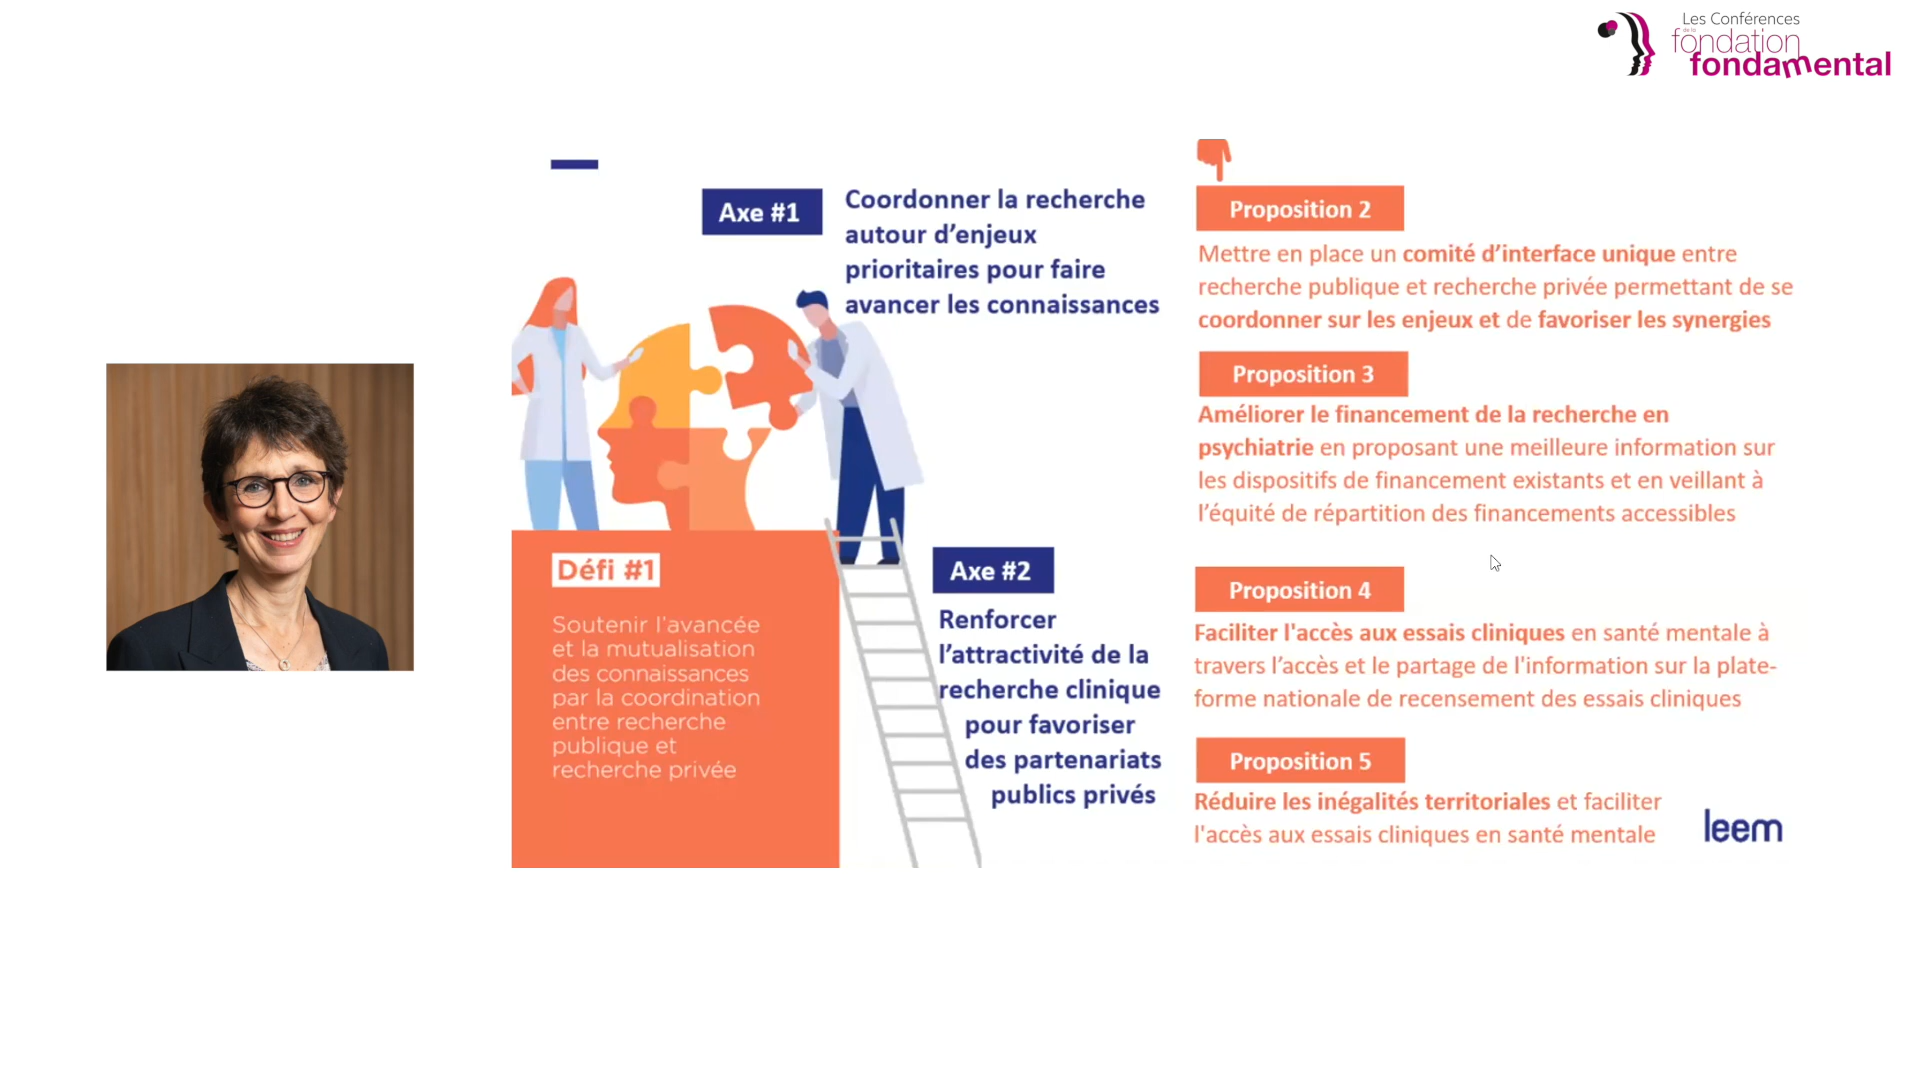 Les Conférences
de la
fondation
fondamental
Axe #1
Coordonner la recherche
autour d’enjeux
prioritaires pour faire
avancer les connaissances
Défi #1
Soutenir l’avancée
et la mutualisation
des connaissances
par la coordination
entre recherche
publique et
recherche privée
Axe #2
Renforcer
l’attractivité de la
recherche clinique
pour favoriser
des partenariats
publics privés
Proposition 2
Mettre en place un comité d’interface unique entre
recherche publique et recherche privée permettant de se
coordonner sur les enjeux et de favoriser les synergies
Proposition 3
Améliorer le financement de la recherche en
psychiatrie en proposant une meilleure information sur
les dispositifs de financement existants et en veillant à
l’équité de répartition des financements accessibles
Proposition 4
Faciliter l'accès aux essais cliniques en santé mentale à
travers l’accès et le partage de l'information sur la plate-
forme nationale de recensement des essais cliniques
Proposition 5
Réduire les inégalités territoriales et faciliter
l'accès aux essais cliniques en santé mentale
leem